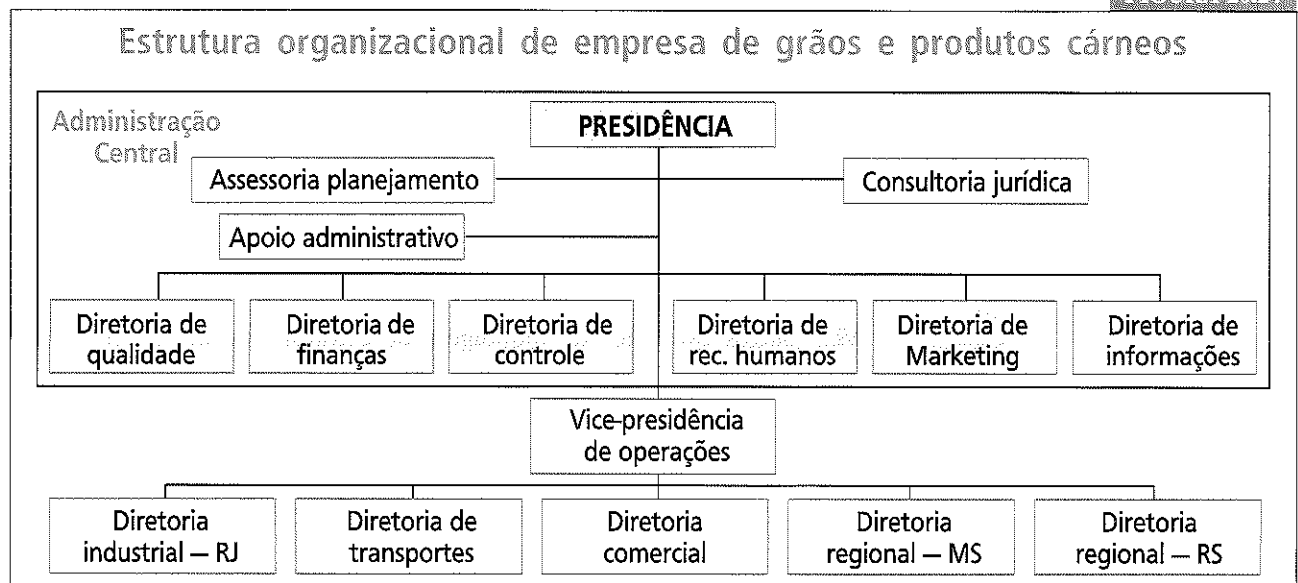 Estrutura organizacional de empresa de grãos e produtos cárneos
Administração
Central
PRESIDÊNCIA
Assessoria planejamento
Consultoria jurídica
Apoio administrativo
Diretoria de
qualidade
Diretoria de
finanças
Diretoria de
controle
Diretoria de
rec. humanos
Diretoria de
Marketing
Diretoria de
informações
Vice-presidência
de operações
Diretoria
industrial — RJ
Diretoria de
transportes
Diretoria
comercial
Diretoria
regional — MS
Diretoria
regional — RS